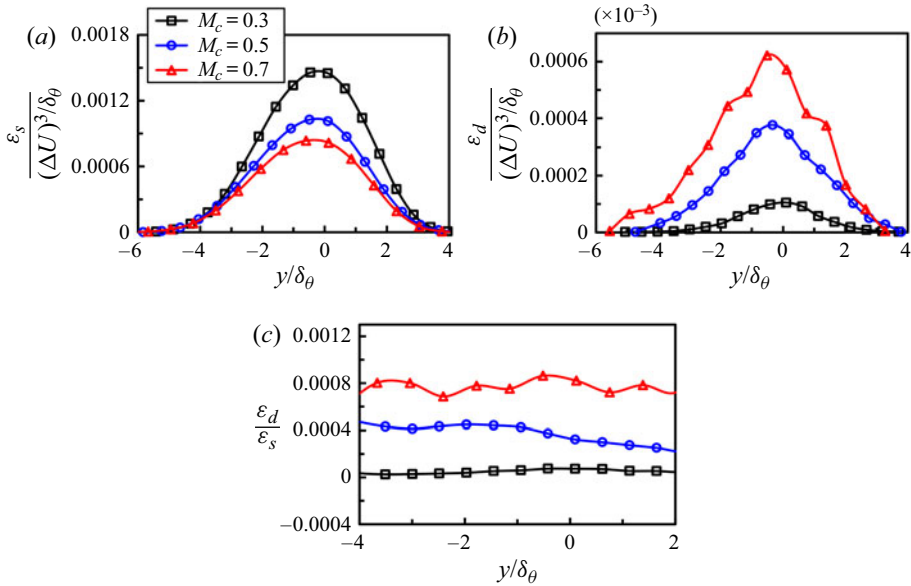 (a)
0.0018
0.0012
0.0006
0
εs
(ΔU)³/δθ
Mc = 0.3
Mc = 0.5
Mc = 0.7
−6 −4 −2 0 2 4
y/δθ
(b)
(×10−3)
0.0006
0.0004
0.0002
0
εd
(ΔU)³/δθ
−6 −4 −2 0 2 4
y/δθ
(c)
0.0012
0.0008
0.0004
0
−0.0004
εd
εs
−4 −2 0 2
y/δθ